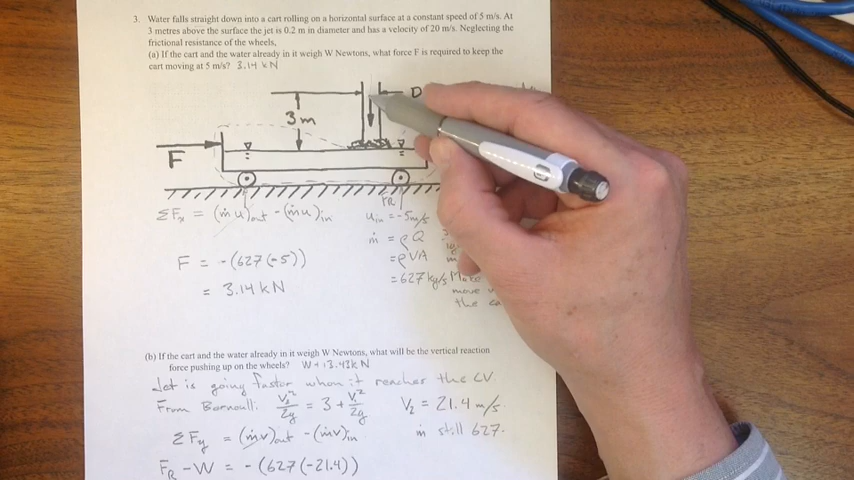 3. Water falls straight down into a cart rolling on a horizontal surface at a constant speed of 5 m/s. At
3 metres above the surface the jet is 0.2 m in diameter and has a velocity of 20 m/s. Neglecting the
frictional resistance of the wheels,
(a) If the cart and the water already in it weigh W Newtons, what force F is required to keep the
cart moving at 5 m/s? 3.14 kN
D
3m
F
FR
ΣFx = (ṁu)out - (ṁu)in
uin = -5m/s
ṁ = ρQ
F = -(627(-5))
= ρVA
= 3.14 kN
= 627 kg/s
Make
move
the
(b) If the cart and the water already in it weigh W Newtons, what will be the vertical reaction
force pushing up on the wheels? W+13.43kN
Jet is going faster when it reaches the CV.
From Bernoulli: V2²/2g = 3 + V1²/2g V2 = 21.4 m/s.
ΣFy = (ṁv)out - (ṁv)in ṁ still 627.
FR - W = -(627(-21.4))